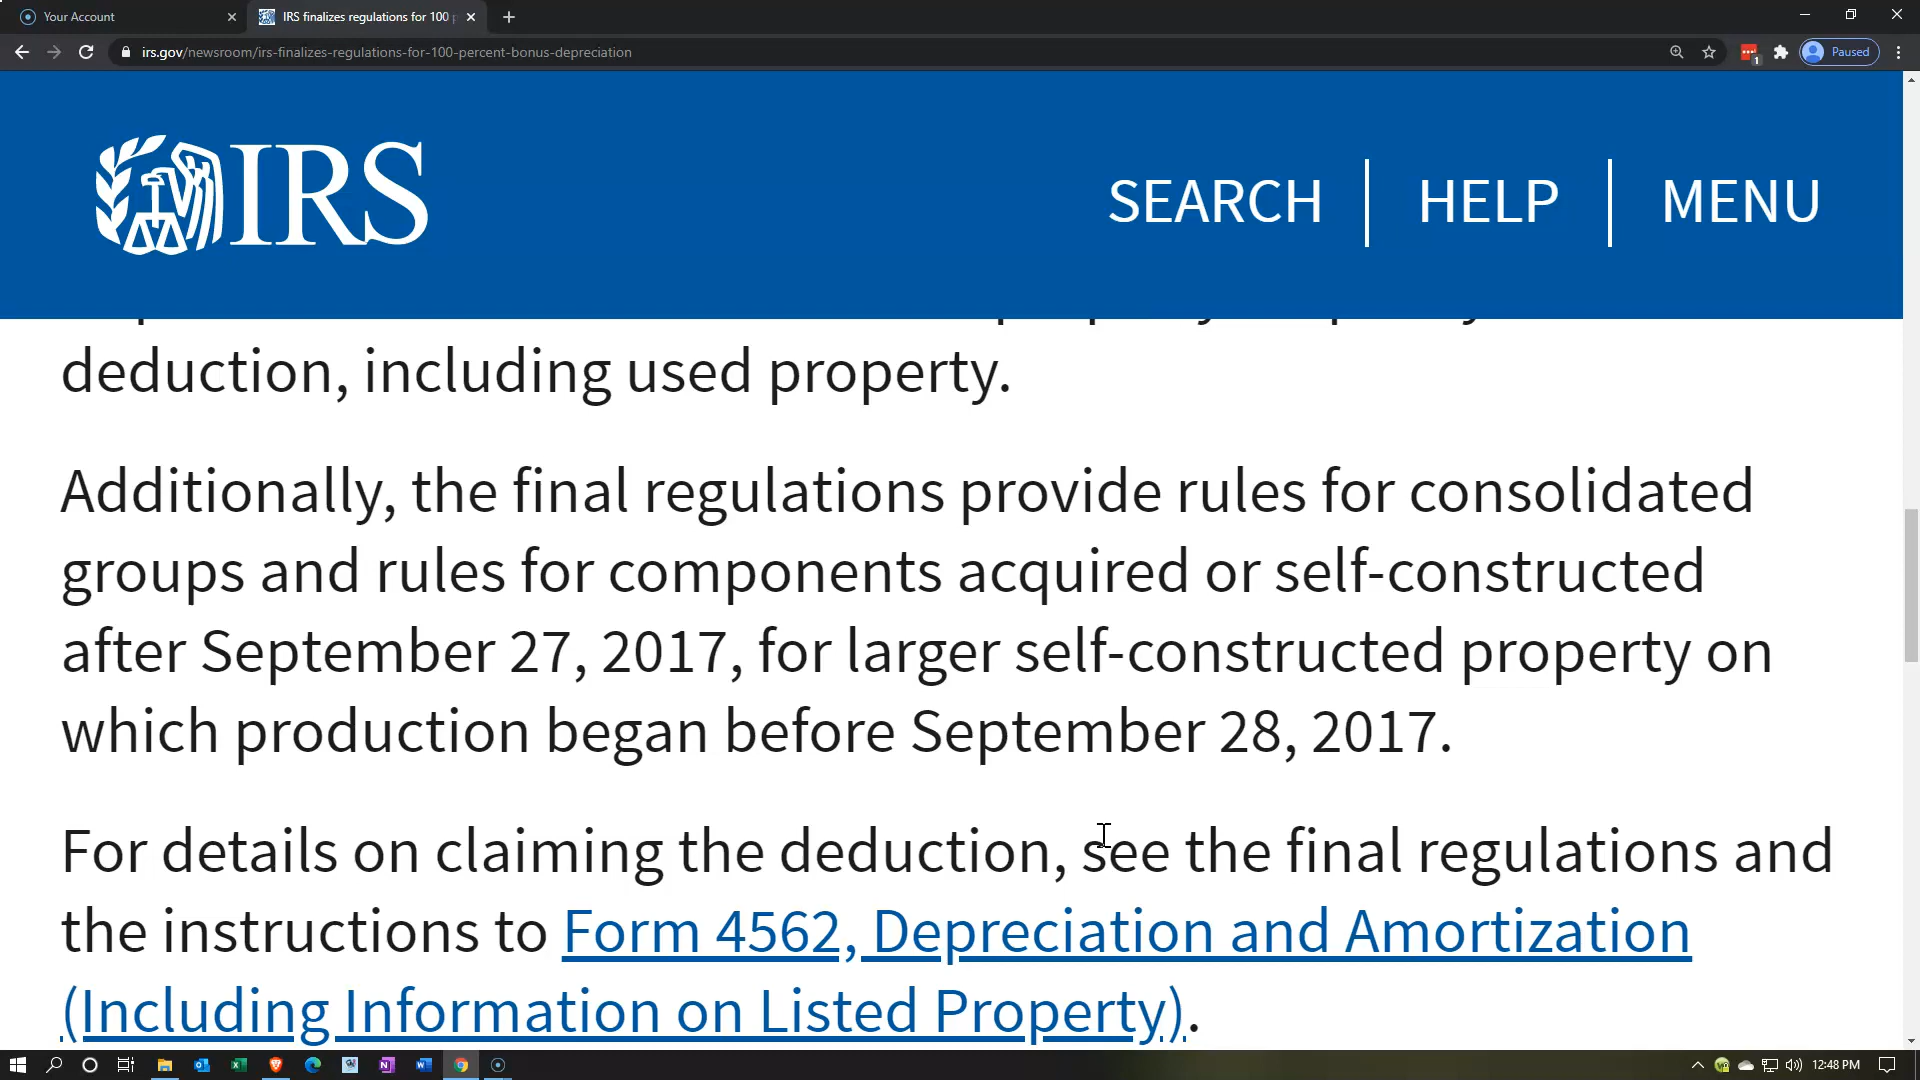 Your Account
IRS finalizes regulations for 100 p
irs.gov/newsroom/irs-finalizes-regulations-for-100-percent-bonus-depreciation
1
Paused
IRS
SEARCH
HELP
MENU
deduction, including used property.
Additionally, the final regulations provide rules for consolidated
groups and rules for components acquired or self-constructed
after September 27, 2017, for larger self-constructed property on
which production began before September 28, 2017.
For details on claiming the deduction, see the final regulations and
the instructions to Form 4562, Depreciation and Amortization
(Including Information on Listed Property).
12:48 PM